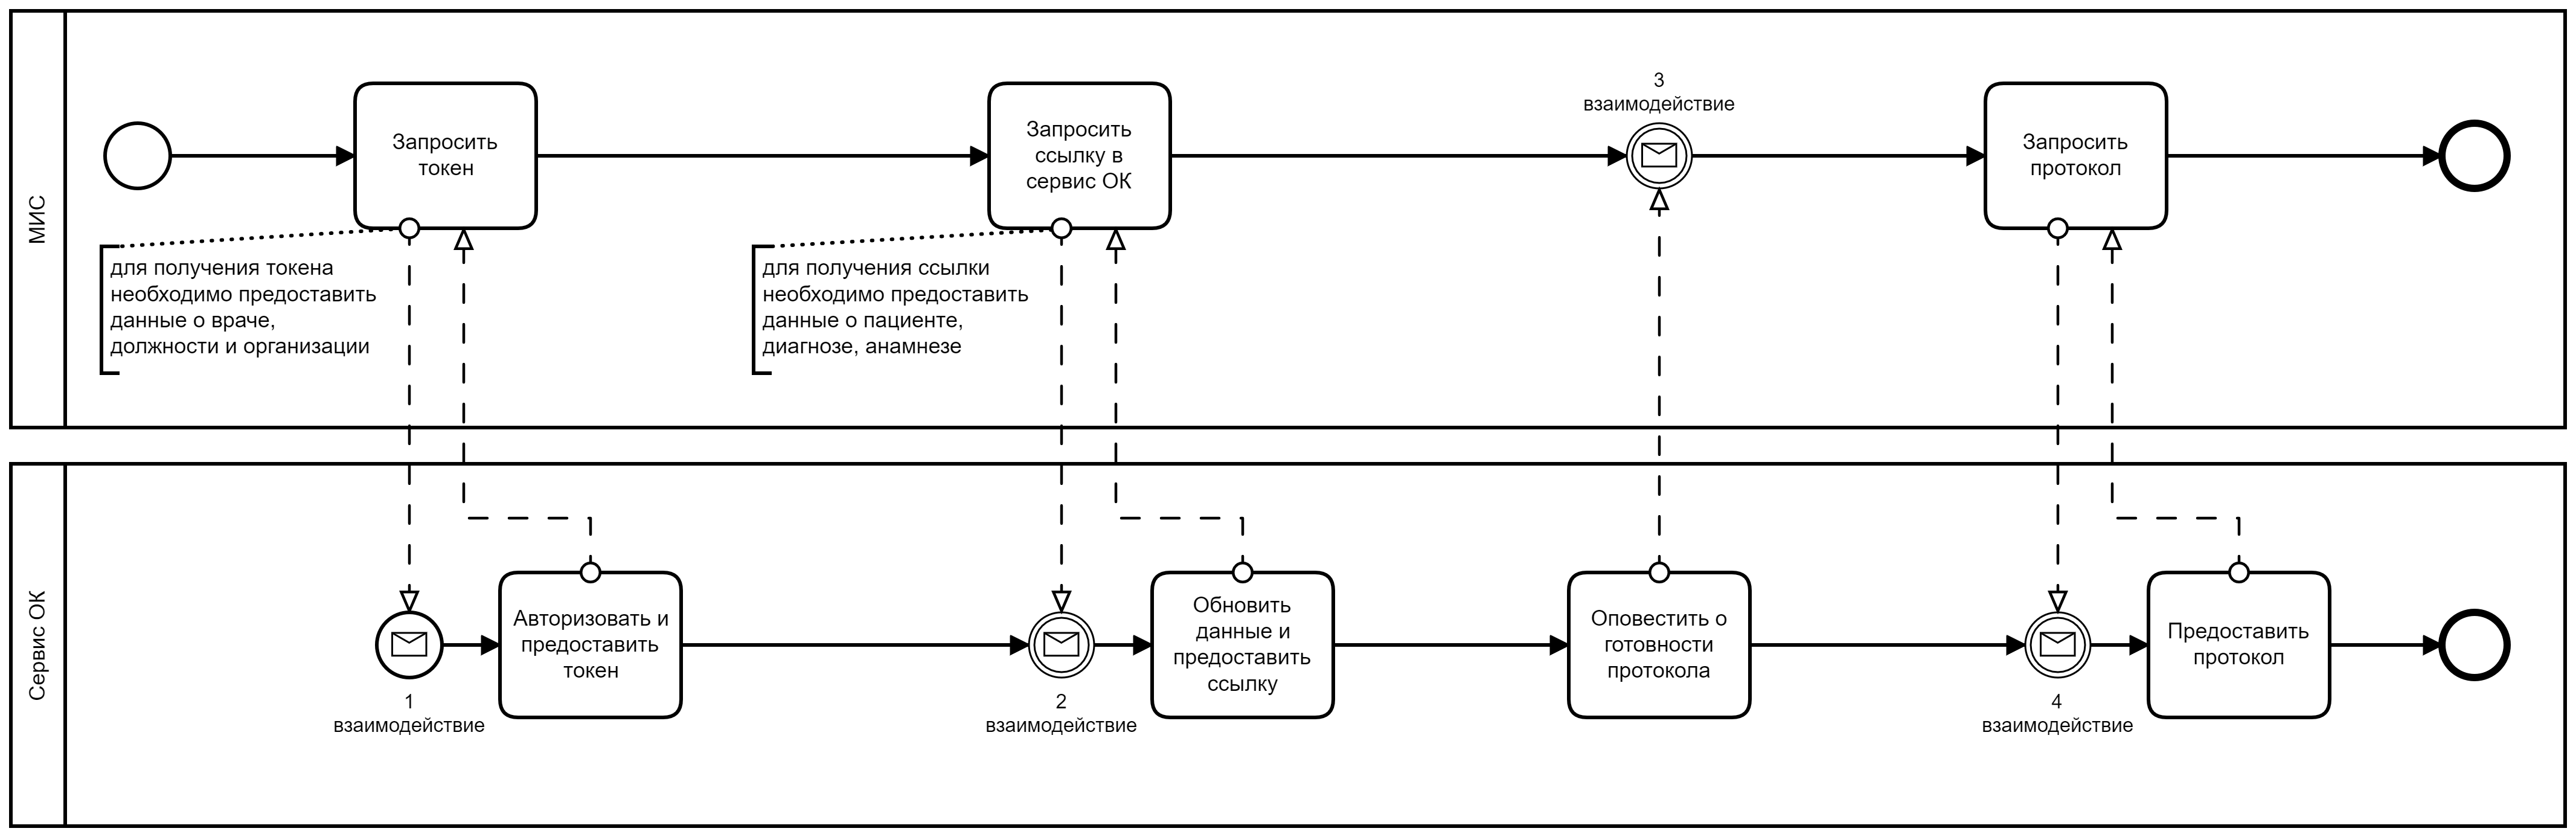 МИС
Запросить
токен
для получения токена
необходимо предоставить
данные о враче,
должности и организации
Запросить
ссылку в
сервис ОК
для получения ссылки
необходимо предоставить
данные о пациенте,
диагнозе, анамнезе
3
взаимодействие
Запросить
протокол
Сервис ОК
1
взаимодействие
Авторизовать и
предоставить
токен
2
взаимодействие
Обновить
данные и
предоставить
ссылку
Оповестить о
готовности
протокола
4
взаимодействие
Предоставить
протокол